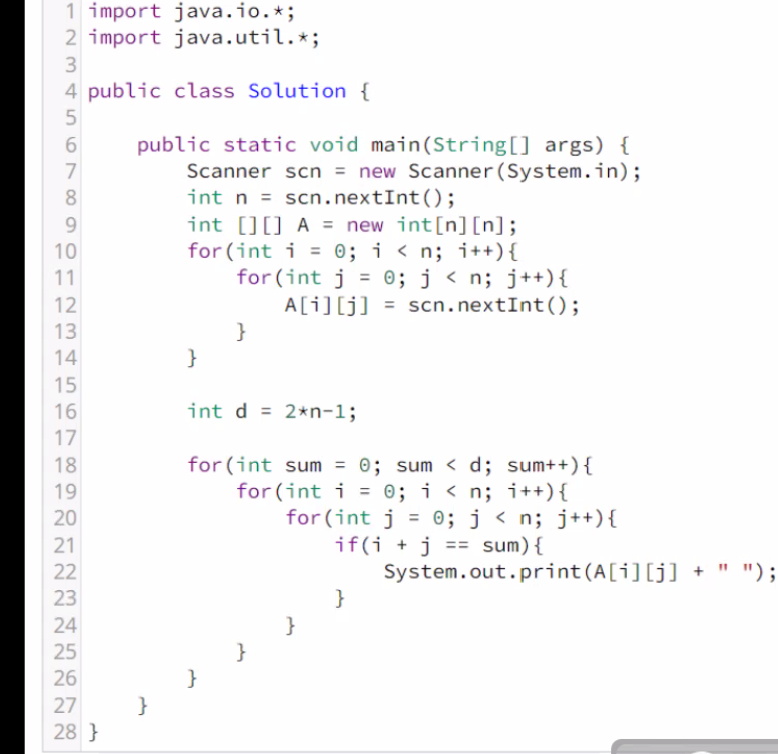 1 import java.io.*;
2 import java.util.*;
3
4 public class Solution {
5
6     public static void main(String[] args) {
7         Scanner scn = new Scanner(System.in);
8         int n = scn.nextInt();
9         int [][] A = new int[n][n];
10         for(int i = 0; i < n; i++){
11             for(int j = 0; j < n; j++){
12                 A[i][j] = scn.nextInt();
13             }
14         }
15
16         int d = 2*n-1;
17
18         for(int sum = 0; sum < d; sum++){
19             for(int i = 0; i < n; i++){
20                 for(int j = 0; j < n; j++){
21                     if(i + j == sum){
22                         System.out.print(A[i][j] + " ");
23                     }
24                 }
25             }
26         }
27     }
28 }